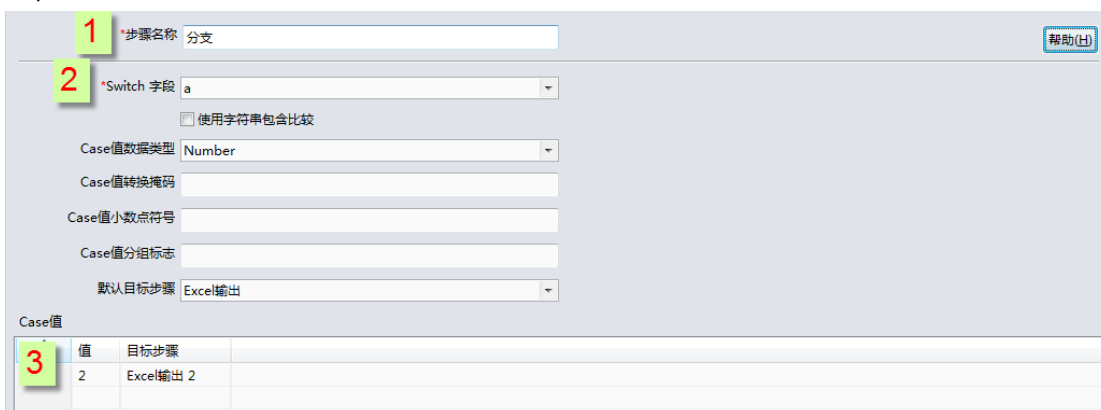 1 *步骤名称 分支 帮助(H)
2 *Switch 字段 a
使用字符串包含比较
Case值数据类型 Number
Case值转换掩码
Case值小数点符号
Case值分组标志
默认目标步骤 Excel输出
Case值
3 值 目标步骤
2 Excel输出 2